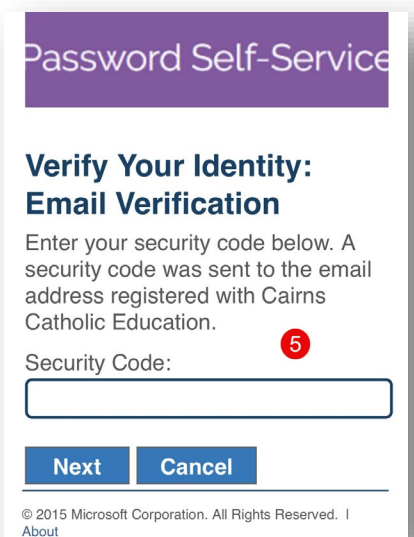 Password Self-Service
Verify Your Identity:
Email Verification
Enter your security code below. A
security code was sent to the email
address registered with Cairns
Catholic Education.
5
Security Code:
Next Cancel
© 2015 Microsoft Corporation. All Rights Reserved. |
About